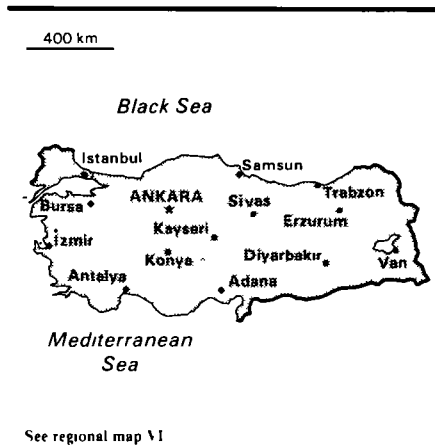 400 km
Black Sea
Istanbul
Samsun
Trabzon
ANKARA
Sivas
Bursa
Erzurum
Kayseri
İzmir
Konya
Diyarbakır
Van
Antalya
Adana
Mediterranean
Sea
See regional map VI